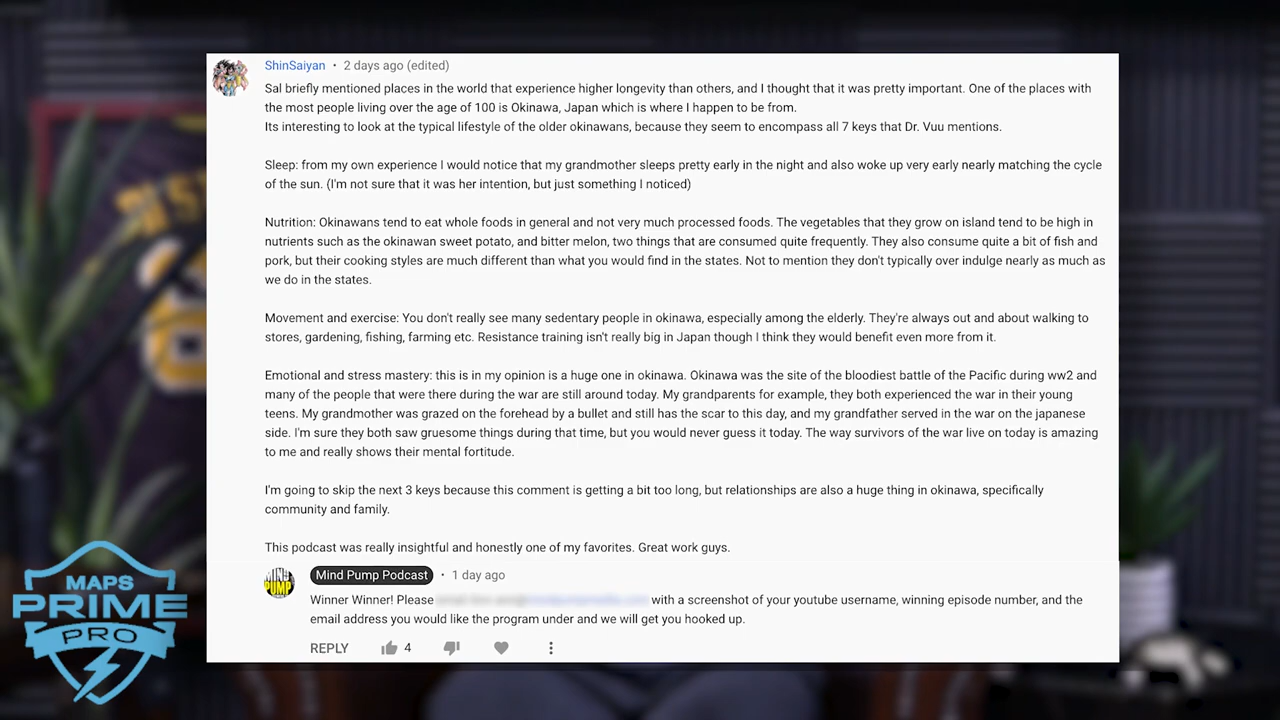 ShinSaiyan • 2 days ago (edited)
Sal briefly mentioned places in the world that experience higher longevity than others, and I thought that it was pretty important. One of the places with
the most people living over the age of 100 is Okinawa, Japan which is where I happen to be from.
Its interesting to look at the typical lifestyle of the older okinawans, because they seem to encompass all 7 keys that Dr. Vuu mentions.
Sleep: from my own experience I would notice that my grandmother sleeps pretty early in the night and also woke up very early nearly matching the cycle
of the sun. (I'm not sure that it was her intention, but just something I noticed)
Nutrition: Okinawans tend to eat whole foods in general and not very much processed foods. The vegetables that they grow on island tend to be high in
nutrients such as the okinawan sweet potato, and bitter melon, two things that are consumed quite frequently. They also consume quite a bit of fish and
pork, but their cooking styles are much different than what you would find in the states. Not to mention they don't typically over indulge nearly as much as
we do in the states.
Movement and exercise: You don't really see many sedentary people in okinawa, especially among the elderly. They're always out and about walking to
stores, gardening, fishing, farming etc. Resistance training isn't really big in Japan though I think they would benefit even more from it.
Emotional and stress mastery: this is in my opinion is a huge one in okinawa. Okinawa was the site of the bloodiest battle of the Pacific during ww2 and
many of the people that were there during the war are still around today. My grandparents for example, they both experienced the war in their young
teens. My grandmother was grazed on the forehead by a bullet and still has the scar to this day, and my grandfather served in the war on the japanese
side. I'm sure they both saw gruesome things during that time, but you would never guess it today. The way survivors of the war live on today is amazing
to me and really shows their mental fortitude.
I'm going to skip the next 3 keys because this comment is getting a bit too long, but relationships are also a huge thing in okinawa, specifically
community and family.
This podcast was really insightful and honestly one of my favorites. Great work guys.
MIND
PUMP
Mind Pump Podcast • 1 day ago
Winner Winner! Please with a screenshot of your youtube username, winning episode number, and the
email address you would like the program under and we will get you hooked up.
REPLY 4
MAPS
PRIME
PRO